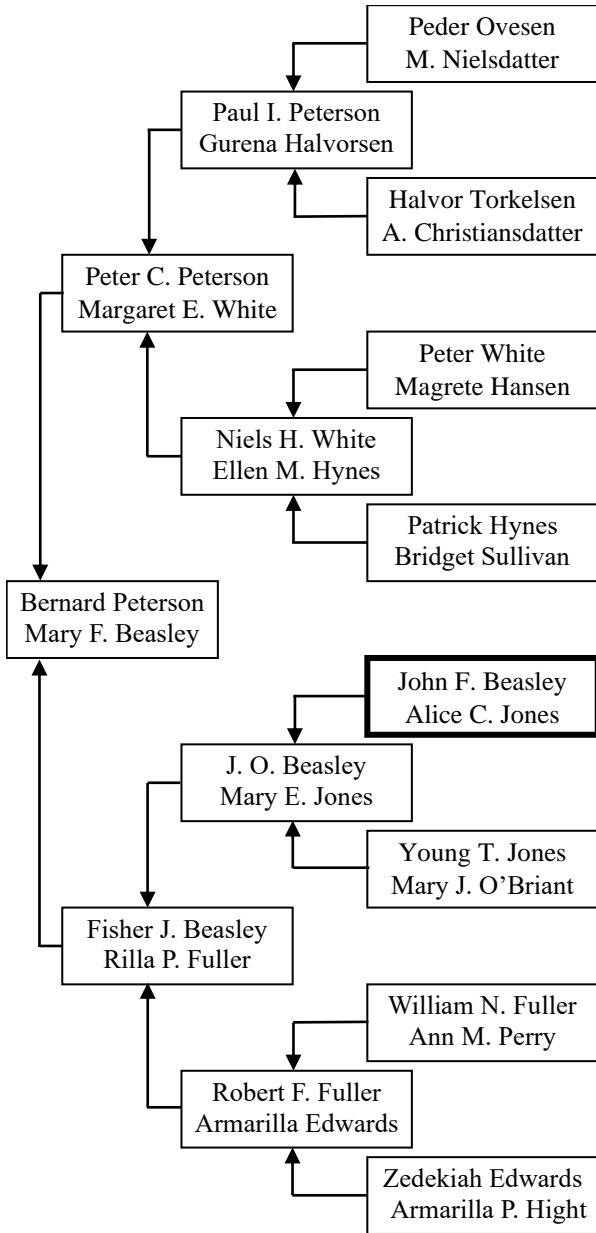 Peder Ovesen
M. Nielsdatter
Paul I. Peterson
Gurena Halvorsen
Halvor Torkelsen
A. Christiansdatter
Peter C. Peterson
Margaret E. White
Peter White
Magrete Hansen
Niels H. White
Ellen M. Hynes
Patrick Hynes
Bridget Sullivan
Bernard Peterson
Mary F. Beasley
John F. Beasley
Alice C. Jones
J. O. Beasley
Mary E. Jones
Young T. Jones
Mary J. O’Briant
Fisher J. Beasley
Rilla P. Fuller
William N. Fuller
Ann M. Perry
Robert F. Fuller
Armarilla Edwards
Zedekiah Edwards
Armarilla P. Hight